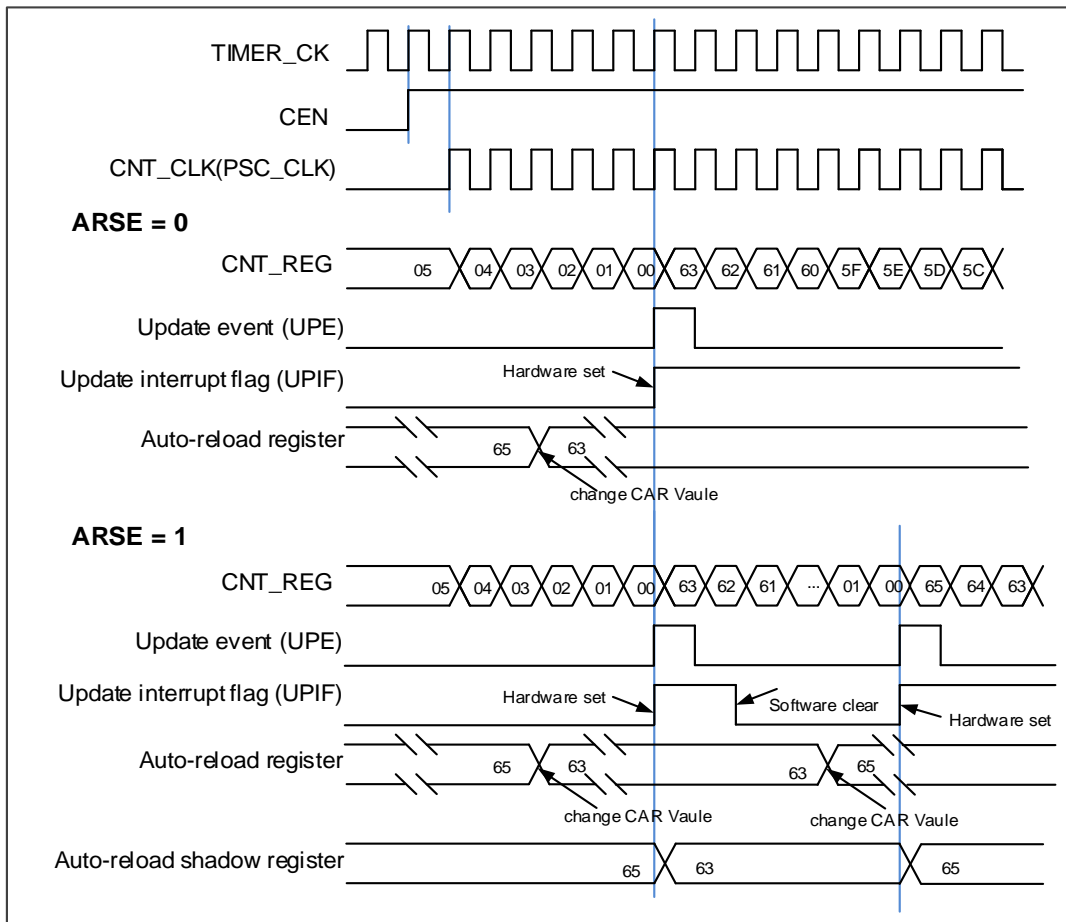 TIMER_CK
CEN
CNT_CLK(PSC_CLK)
ARSE = 0
CNT_REG 05 04 03 02 01 00 63 62 61 60 5F 5E 5D 5C
Update event (UPE)
Update interrupt flag (UPIF) Hardware set
Auto-reload register 65 63
change CAR Vaule
ARSE = 1
CNT_REG 05 04 03 02 01 00 63 62 61 ... 01 00 65 64 63
Update event (UPE)
Update interrupt flag (UPIF) Hardware set Software clear Hardware set
Auto-reload register 65 63 63 65
change CAR Vaule change CAR Vaule
Auto-reload shadow register 65 63 65